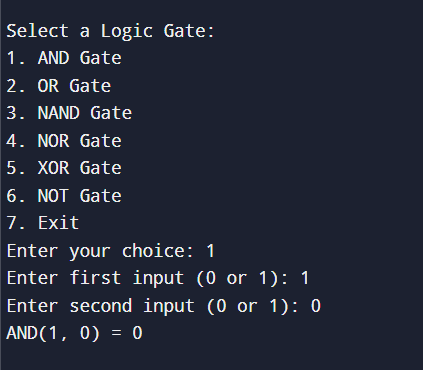 Select a Logic Gate:
1. AND Gate
2. OR Gate
3. NAND Gate
4. NOR Gate
5. XOR Gate
6. NOT Gate
7. Exit
Enter your choice: 1
Enter first input (0 or 1): 1
Enter second input (0 or 1): 0
AND(1, 0) = 0